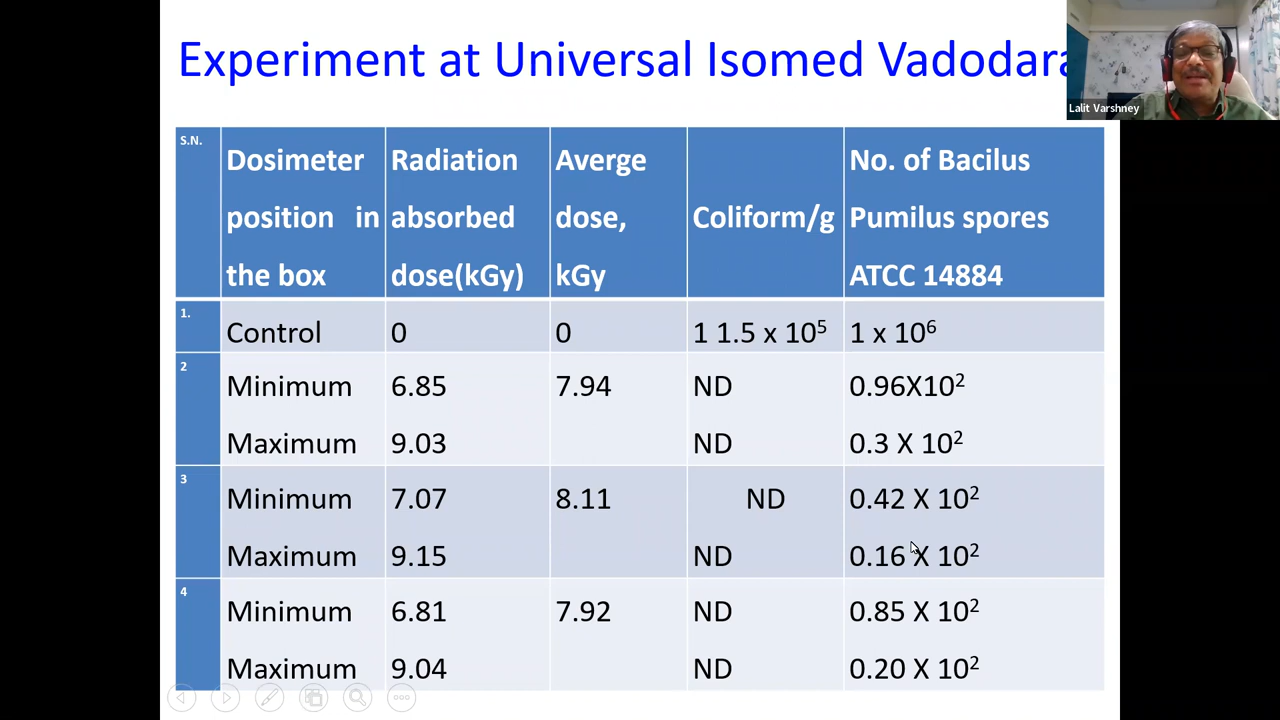 Experiment at Universal Isomed Vadodara
Lalit Varshney
S.N. Dosimeter position in the box Radiation absorbed dose(kGy) Averge dose, kGy Coliform/g No. of Bacilus Pumilus spores ATCC 14884
1. Control 0 0 1 1.5 x 10⁵ 1 x 10⁶
2 Minimum 6.85 7.94 ND 0.96X10²
Maximum 9.03 ND 0.3 X 10²
3 Minimum 7.07 8.11 ND 0.42 X 10²
Maximum 9.15 ND 0.16 X 10²
4 Minimum 6.81 7.92 ND 0.85 X 10²
Maximum 9.04 ND 0.20 X 10²